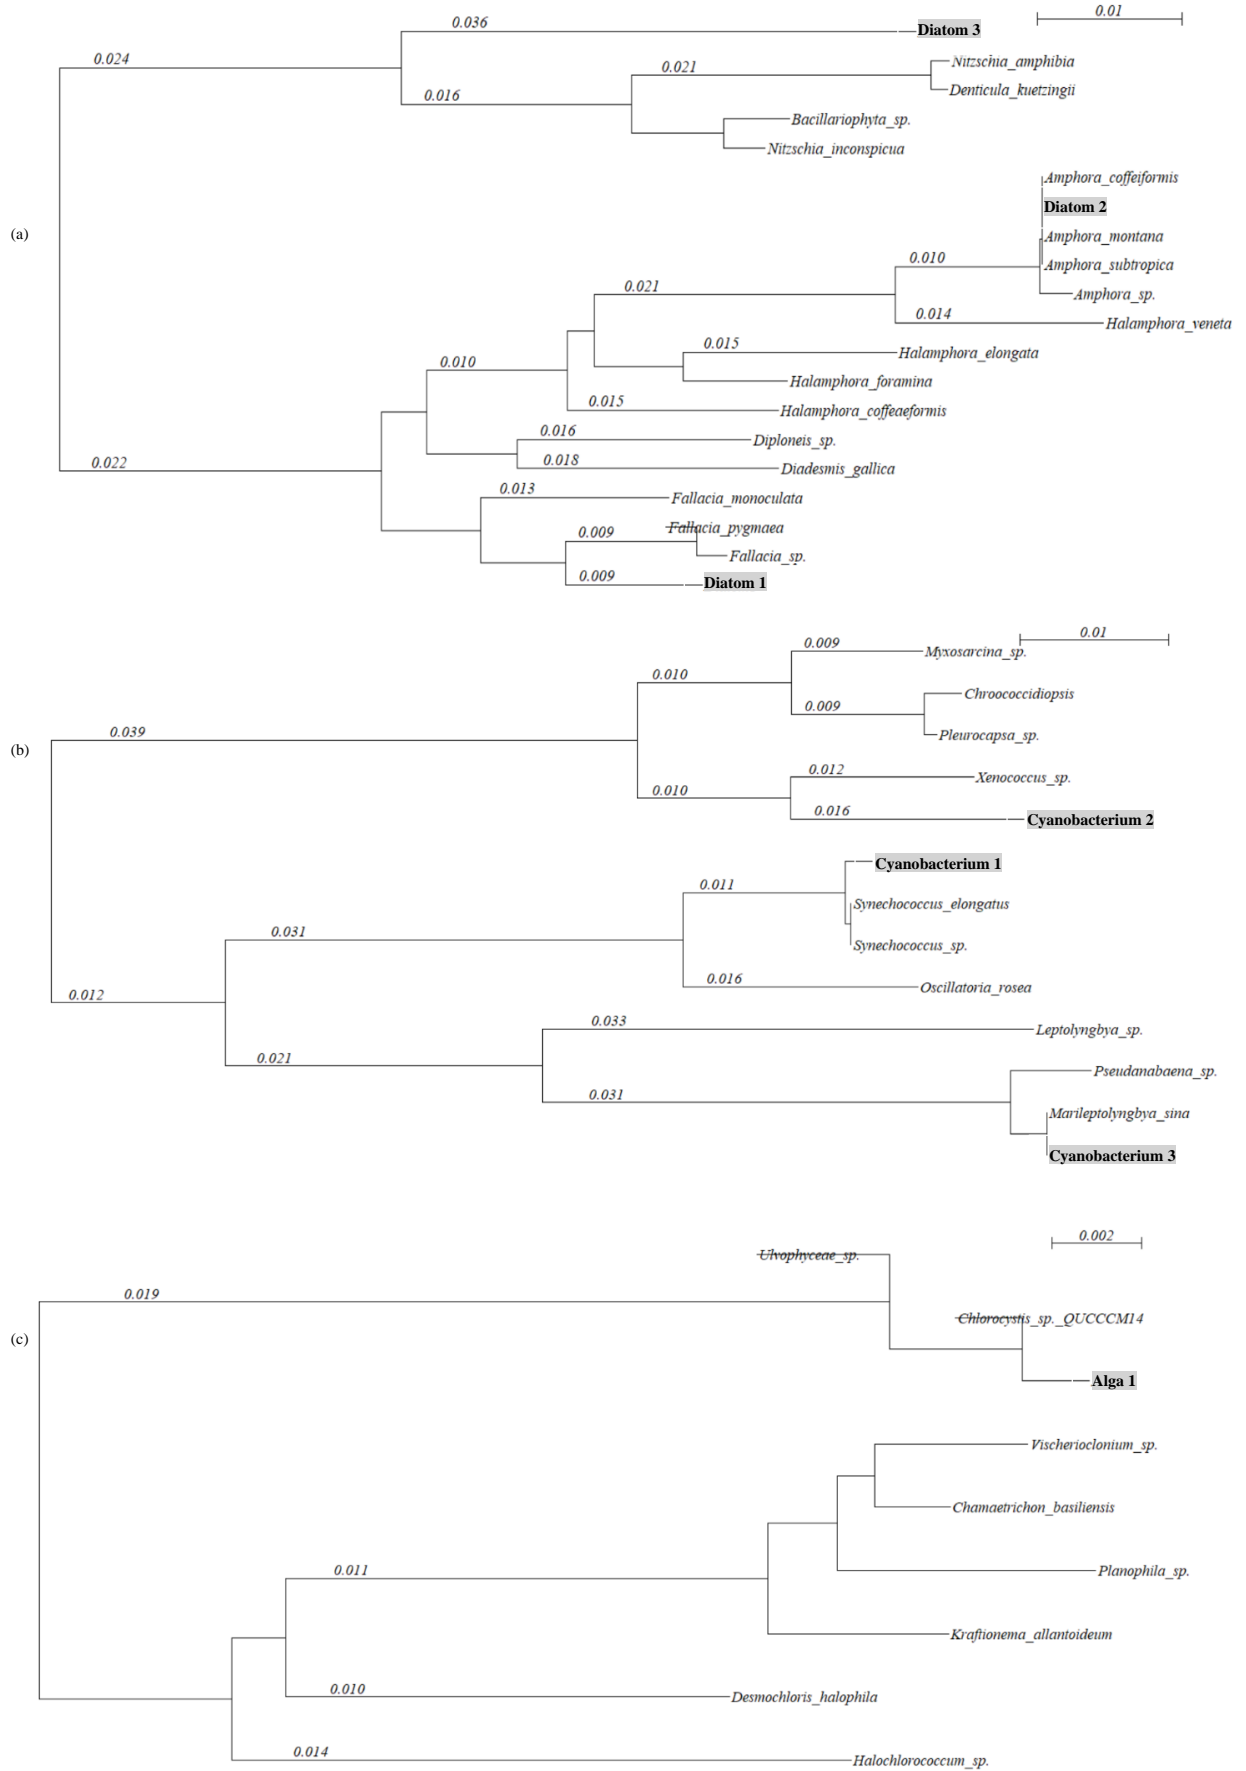 0.01
0.036
Diatom 3
0.024
Nitzschia_amphibia
0.021
Denticula_kuetzingii
0.016
Bacillariophyta_sp.
Nitzschia_inconspicua
Amphora_coffeiformis
Diatom 2
(a)
Amphora_montana
0.010
Amphora_subtropica
0.021
Amphora_sp.
0.014
Halamphora_veneta
0.015
Halamphora_elongata
0.010
Halamphora_foramina
0.015
Halamphora_coffeaeformis
0.016
Diploneis_sp.
0.022
0.018
Diadesmis_gallica
0.013
Fallacia_monoculata
Fallacia_pygmaea
0.009
Fallacia_sp.
0.009
Diatom 1
0.01
0.009
Myxosarcina_sp.
0.010
Chroococcidiopsis
0.009
0.039
Pleurocapsa_sp.
(b)
0.012
Xenococcus_sp.
0.010
0.016
Cyanobacterium 2
Cyanobacterium 1
0.011
Synechococcus_elongatus
0.031
Synechococcus_sp.
0.016
Oscillatoria_rosea
0.012
0.033
Leptolyngbya_sp.
0.021
Pseudanabaena_sp.
0.031
Marileptolyngbya_sina
Cyanobacterium 3
0.002
Ulvophyceae_sp.
0.019
Chlorocystis_sp._QUCCCM14
(c)
Alga 1
Vischerioclonium_sp.
Chamaetrichon_basiliensis
0.011
Planophila_sp.
Kraftionema_allantoideum
0.010
Desmochloris_halophila
0.014
Halochlorococcum_sp.